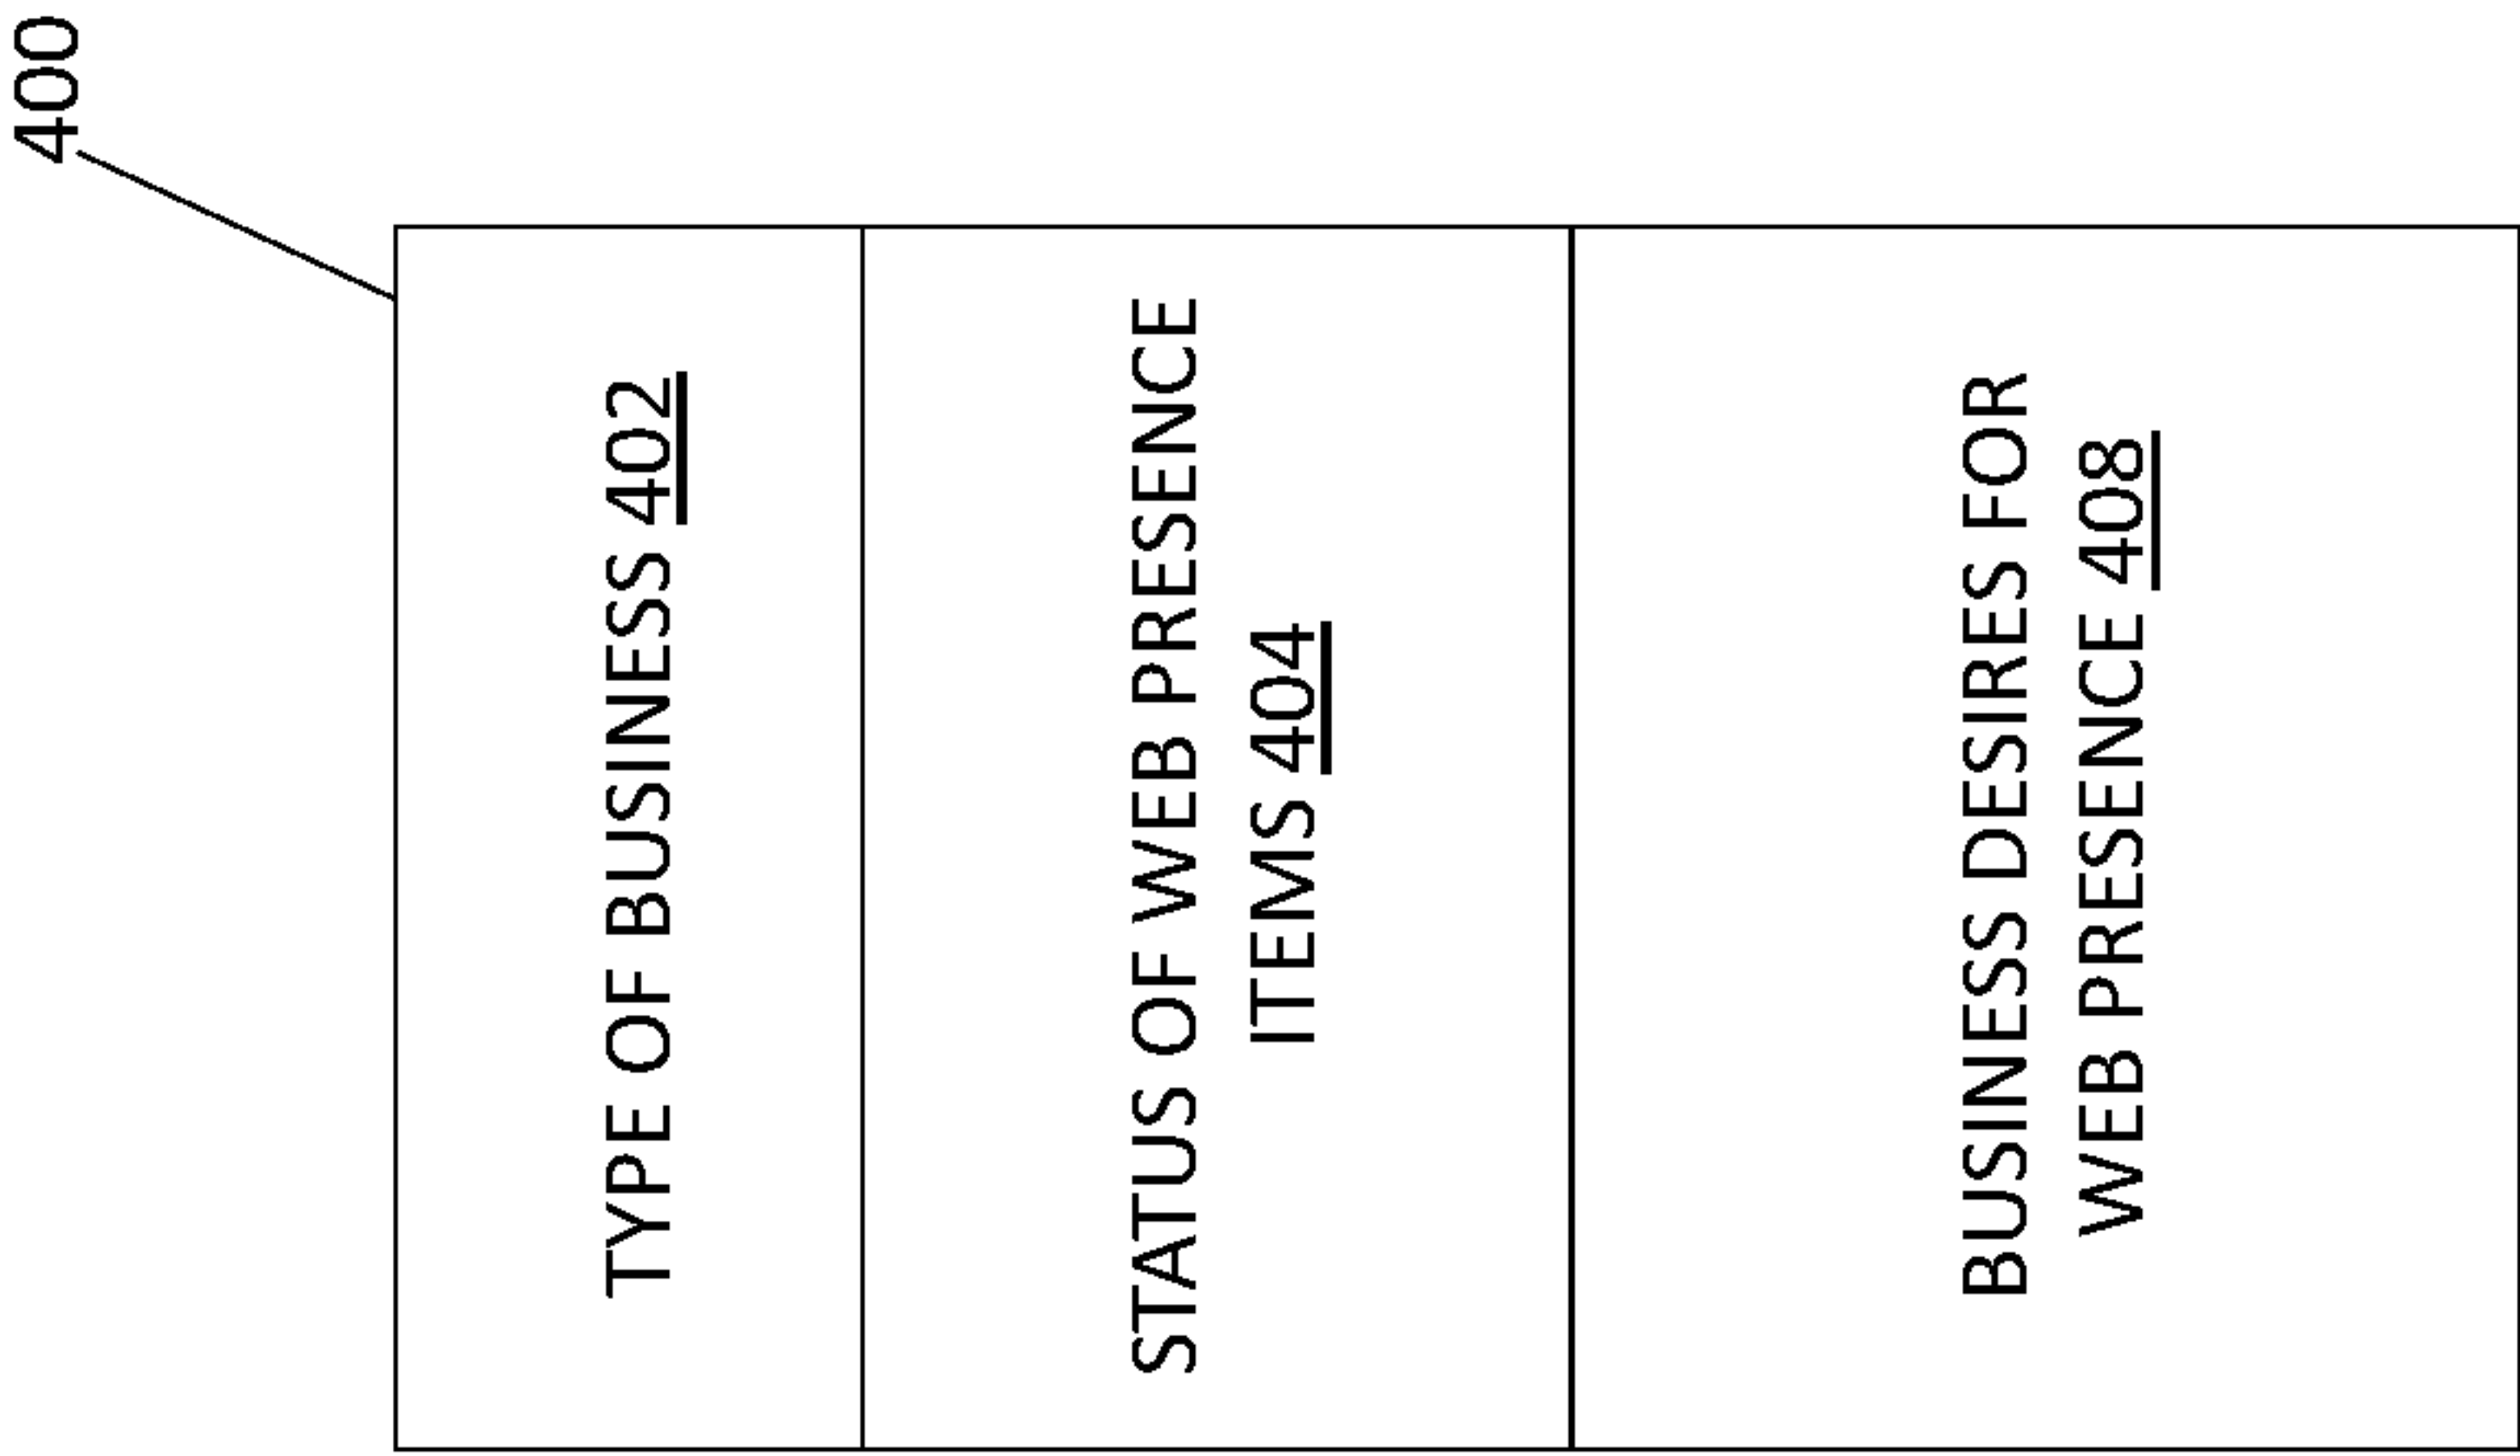 400
TYPE OF BUSINESS 402
STATUS OF WEB PRESENCE
ITEMS 404
BUSINESS DESIRES FOR
WEB PRESENCE 408